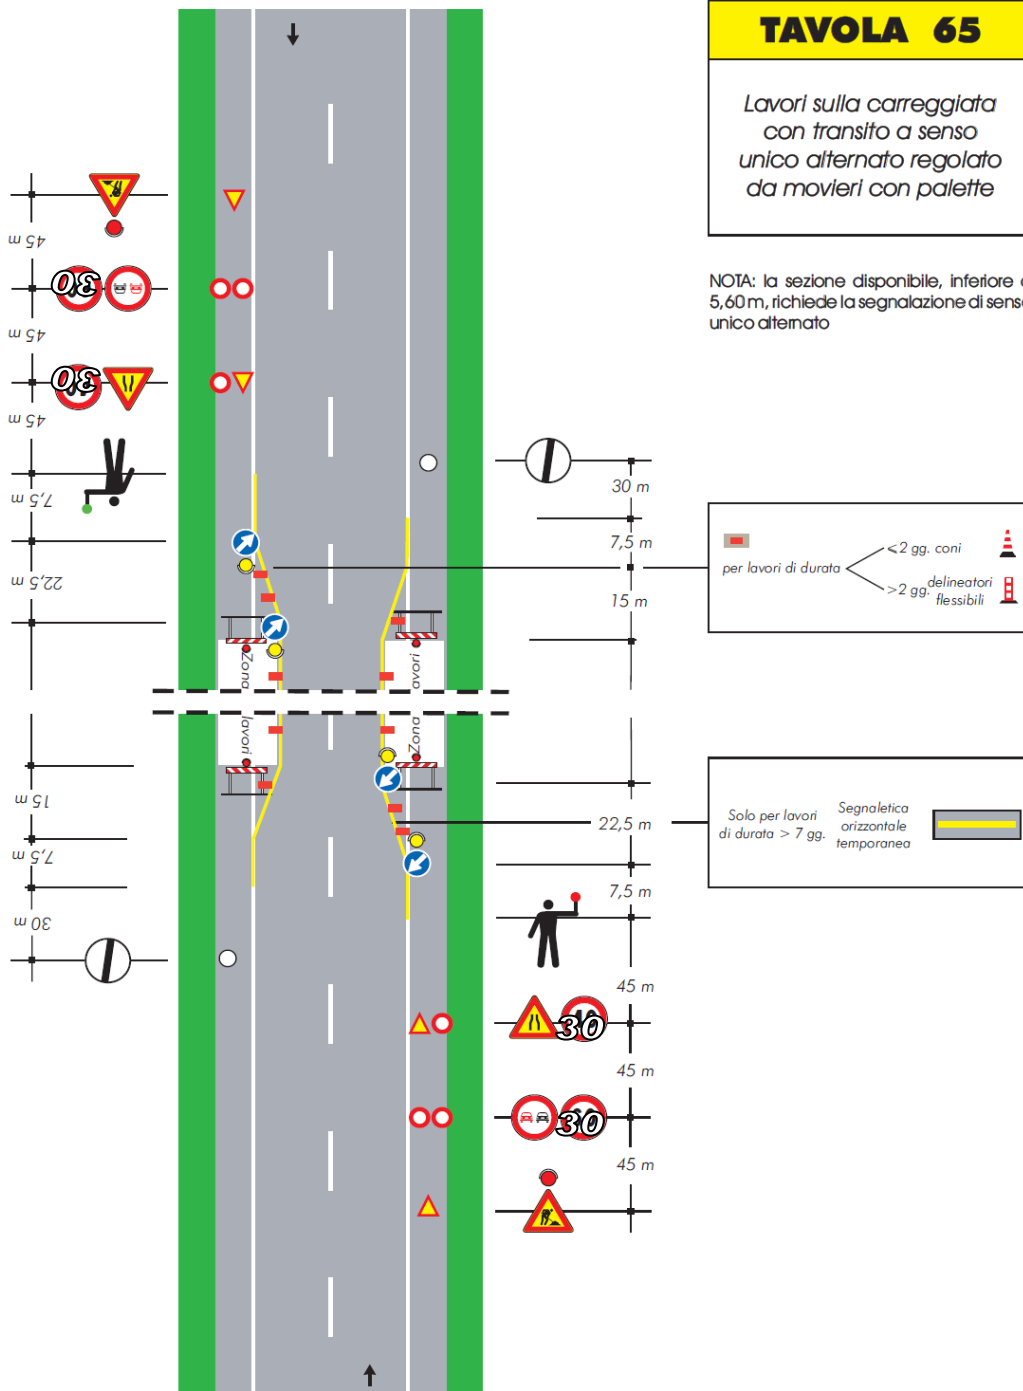 TAVOLA 65
Lavori sulla carreggiata
con transito a senso
unico alternato regolato
da movieri con palette
NOTA: la sezione disponibile, inferiore
5,60 m, richiede la segnalazione di senso
unico alternato
45 m
30
45 m
30
45 m
7,5 m
22,5 m
30 m
7,5 m
15 m
per lavori di durata
<2 gg. coni
>2 gg. delineatori
flessibili
Zona
lavori
avori
Zona
15 m
7,5 m
30 m
22,5 m
7,5 m
Solo per lavori
di durata > 7 gg.
Segnaletica
orizzontale
temporanea
45 m
30
45 m
30
45 m